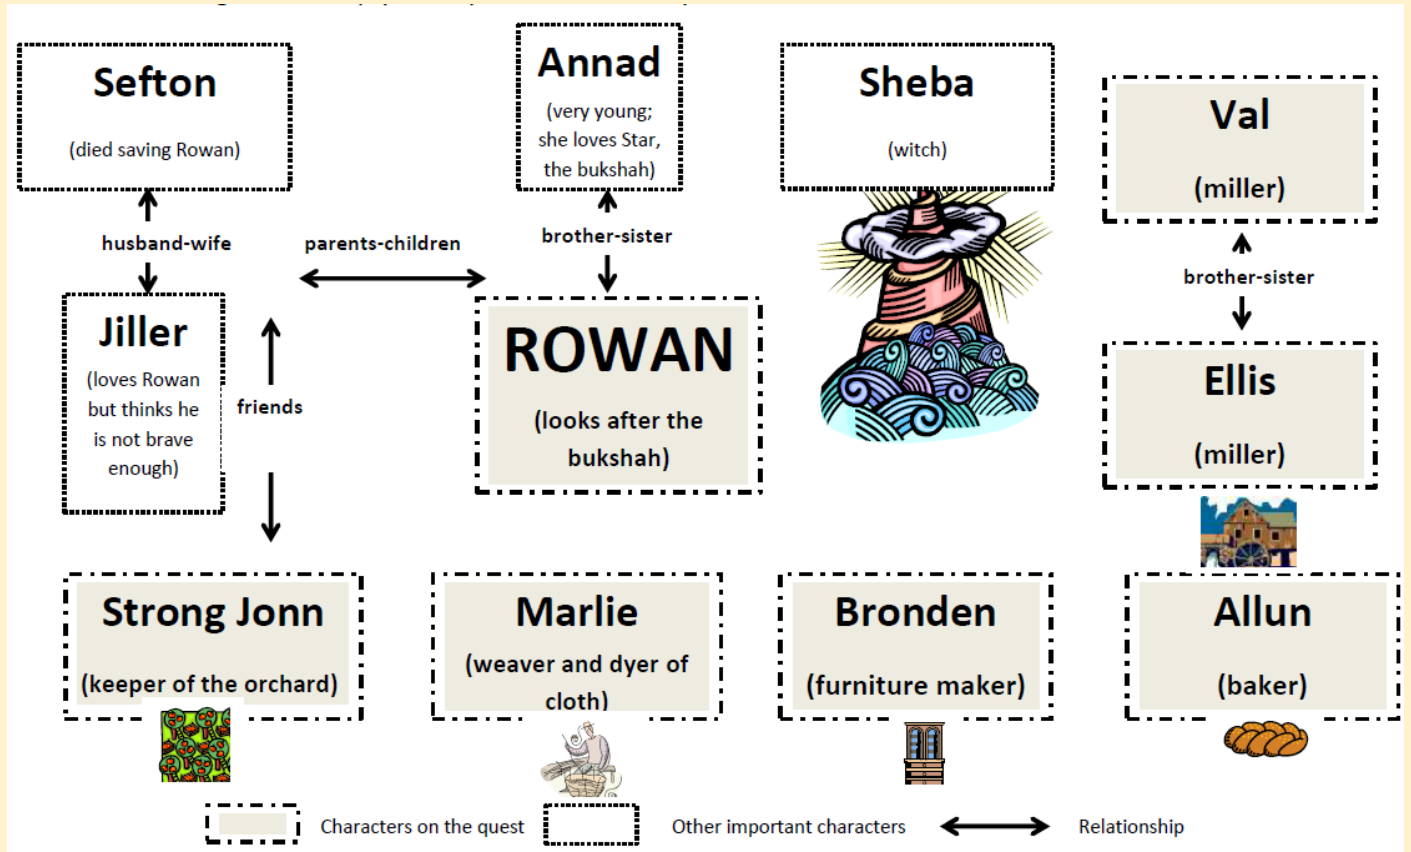 Sefton
(died saving Rowan)
Annad
(very young;
she loves Star,
the bukshah)
Sheba
(witch)
Val
(miller)
husband-wife
parents-children
brother-sister
brother-sister
Jiller
(loves Rowan
but thinks he
is not brave
enough)
friends
ROWAN
(looks after the
bukshah)
Ellis
(miller)
Strong Jonn
(keeper of the orchard)
Marlie
(weaver and dyer of
cloth)
Bronden
(furniture maker)
Allun
(baker)
Characters on the quest
Other important characters
Relationship